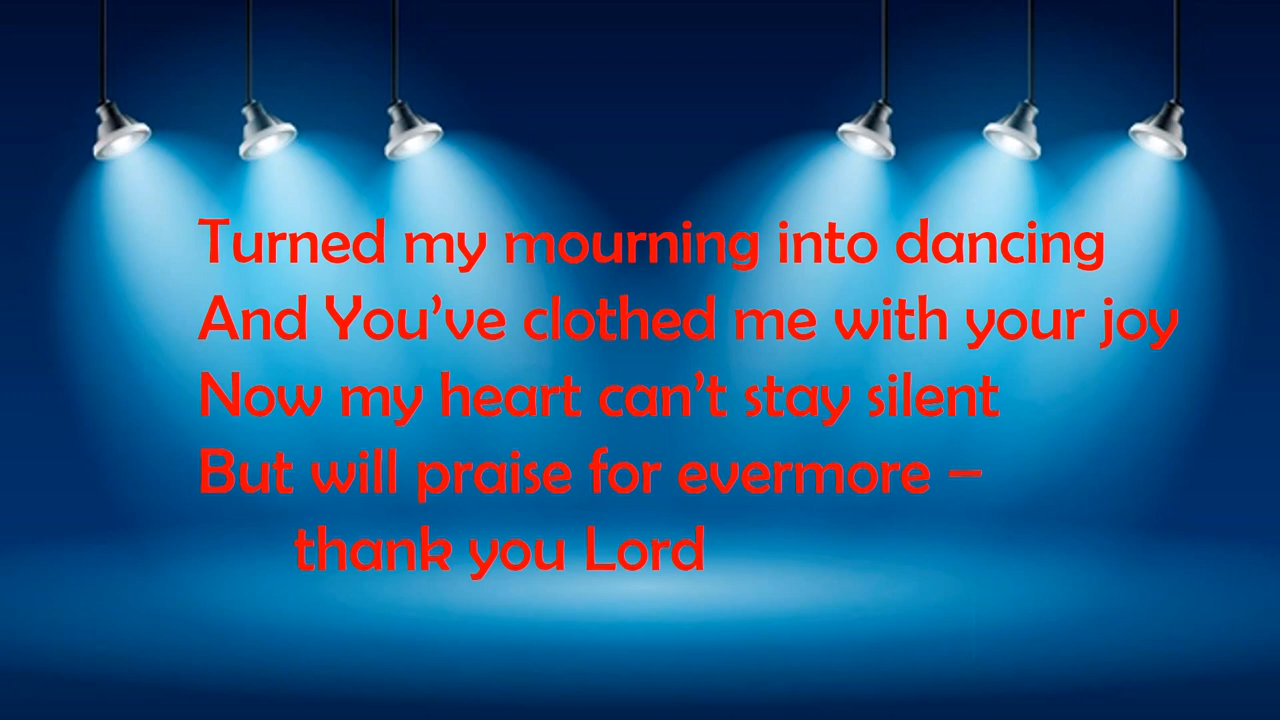 Turned my mourning into dancing
And You’ve clothed me with your joy
Now my heart can’t stay silent
But will praise for evermore –
thank you Lord